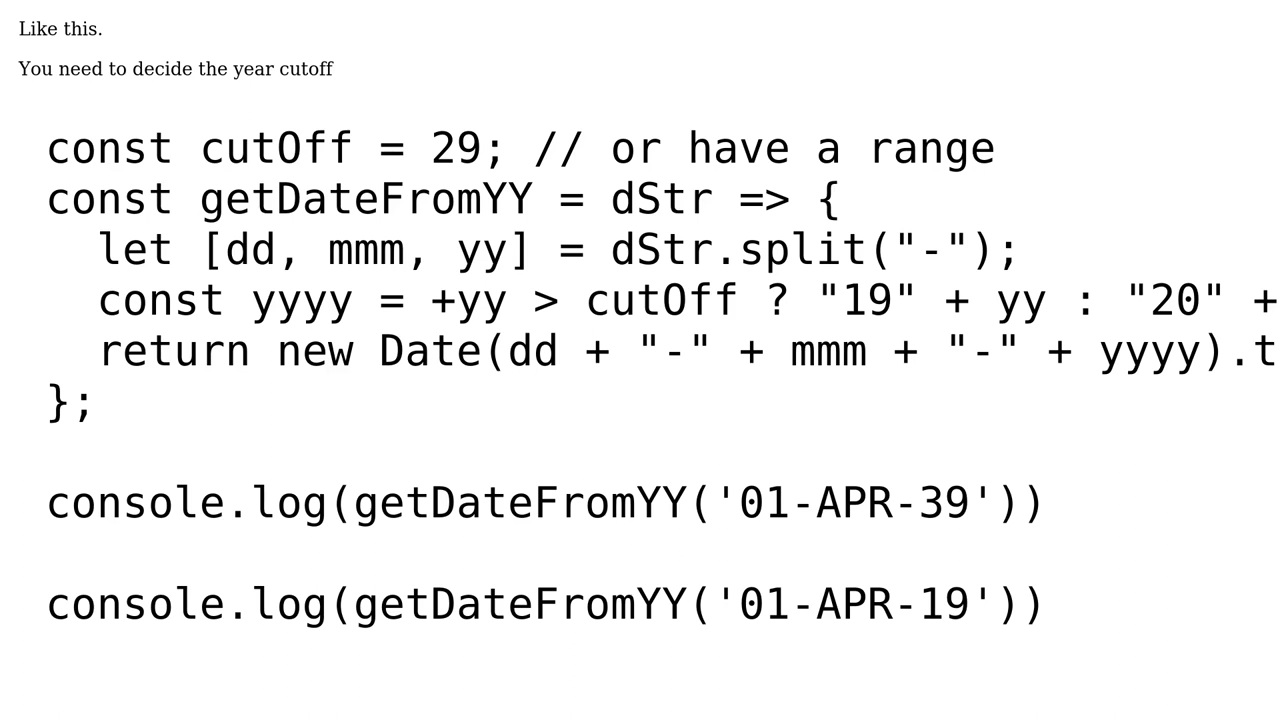 Like this.
You need to decide the year cutoff
const cutOff = 29; // or have a range
const getDateFromYY = dStr => {
  let [dd, mmm, yy] = dStr.split("-");
  const yyyy = +yy > cutOff ? "19" + yy : "20" +
  return new Date(dd + "-" + mmm + "-" + yyyy).t
};
console.log(getDateFromYY('01-APR-39'))
console.log(getDateFromYY('01-APR-19'))